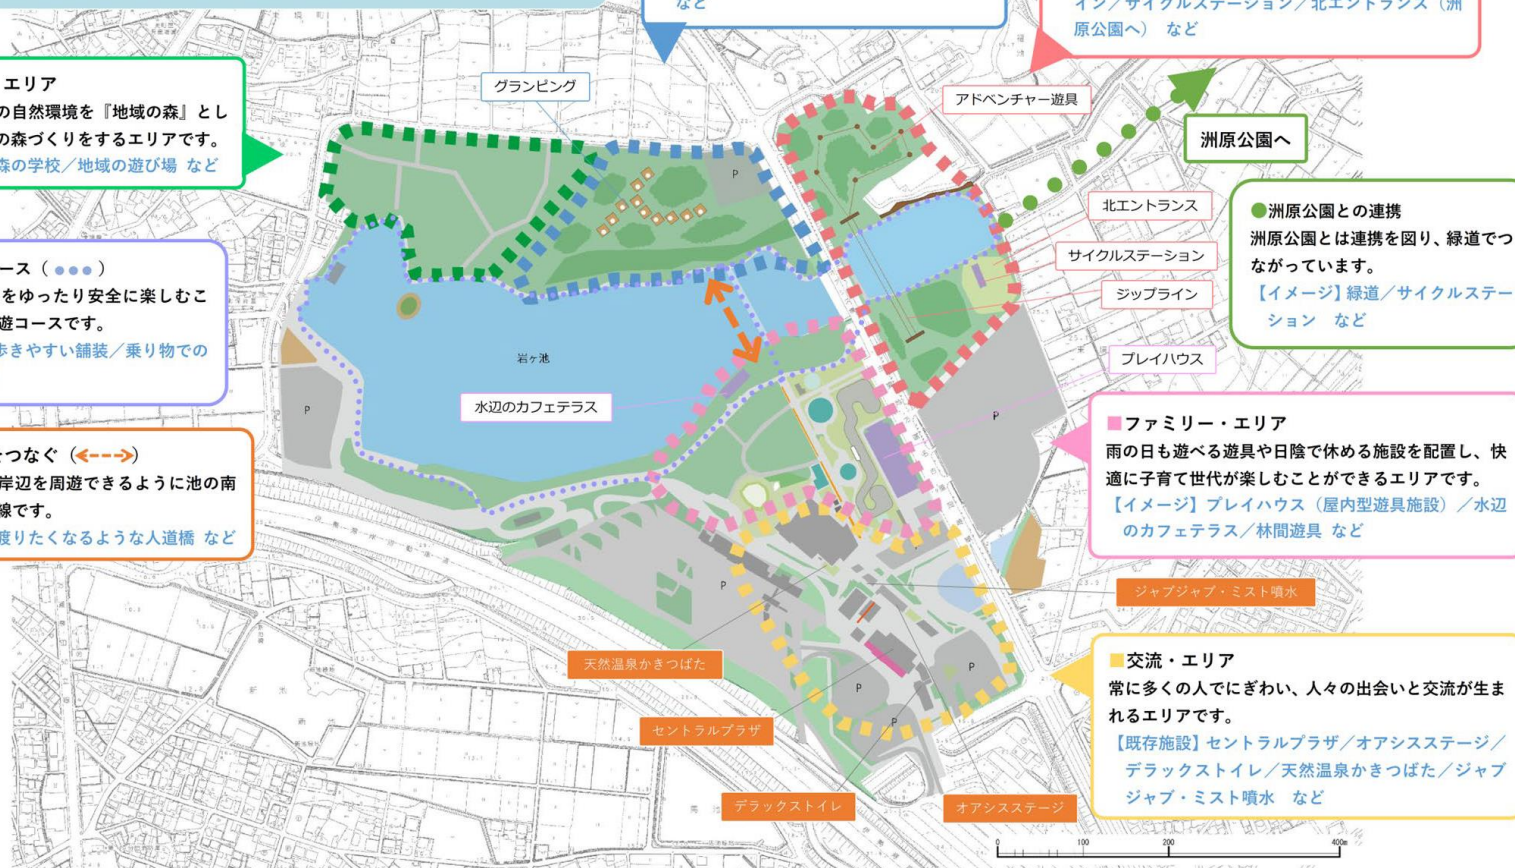 など
イン／サイクルステーション／北エントランス（洲
原公園へ） など
エリア
の自然環境を『地域の森』とし
の森づくりをするエリアです。
森の学校／地域の遊び場 など
グランピング
アドベンチャー遊具
洲原公園へ
P
北エントランス
サイクルステーション
ジップライン
プレイハウス
●洲原公園との連携
洲原公園とは連携を図り、緑道でつ
ながっています。
【イメージ】緑道／サイクルステー
ション など
ース（●●●）
をゆったり安全に楽しむこ
遊コースです。
歩きやすい舗装／乗り物での
岩ヶ池
水辺のカフェテラス
P
P
をつなぐ（<--->）
岸辺を周遊できるように池の南
線です。
渡りたくなるような人道橋 など
■ファミリー・エリア
雨の日も遊べる遊具や日陰で休める施設を配置し、快
適に子育て世代が楽しむことができるエリアです。
【イメージ】プレイハウス（屋内型遊具施設）／水辺
のカフェテラス／林間遊具 など
P
ジャブジャブ・ミスト噴水
天然温泉かきつばた
セントラルプラザ
デラックストイレ
オアシスステージ
P
P
P
■交流・エリア
常に多くの人でにぎわい、人々の出会いと交流が生ま
れるエリアです。
【既存施設】セントラルプラザ／オアシスステージ／
デラックストイレ／天然温泉かきつばた／ジャブ
ジャブ・ミスト噴水 など
0 100 200 400m